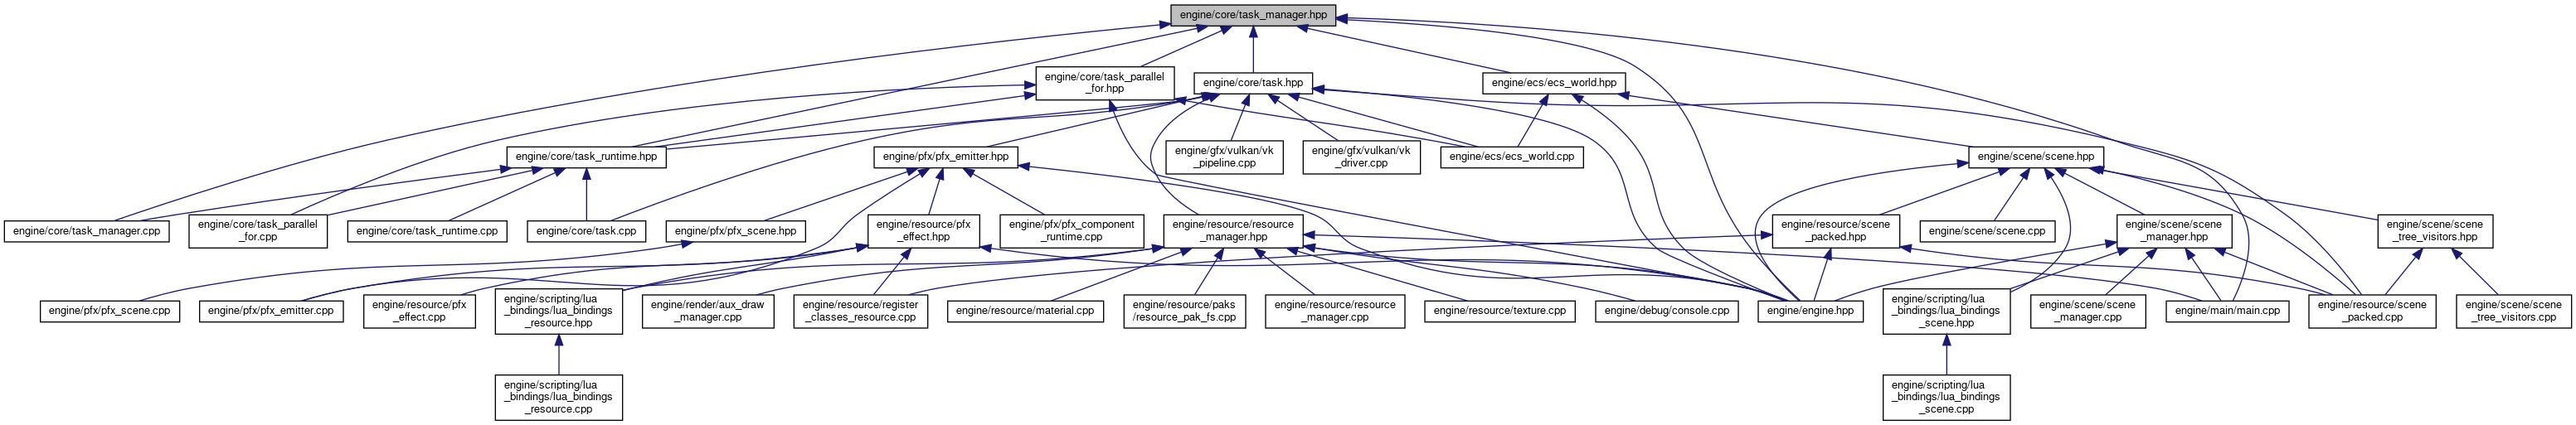 engine/core/task_manager.hpp
engine/core/task_parallel
_for.hpp
engine/core/task.hpp
engine/ecs/ecs_world.hpp
engine/core/task_runtime.hpp
engine/pfx/pfx_emitter.hpp
engine/gfx/vulkan/vk
_pipeline.cpp
engine/gfx/vulkan/vk
_driver.cpp
engine/ecs/ecs_world.cpp
engine/scene/scene.hpp
engine/core/task_manager.cpp
engine/core/task_parallel
_for.cpp
engine/core/task_runtime.cpp
engine/core/task.cpp
engine/pfx/pfx_scene.hpp
engine/resource/pfx
_effect.hpp
engine/pfx/pfx_component
_runtime.cpp
engine/resource/resource
_manager.hpp
engine/resource/scene
_packed.hpp
engine/scene/scene.cpp
engine/scene/scene
_manager.hpp
engine/scene/scene
_tree_visitors.hpp
engine/pfx/pfx_scene.cpp
engine/pfx/pfx_emitter.cpp
engine/resource/pfx
_effect.cpp
engine/scripting/lua
_bindings/lua_bindings
_resource.hpp
engine/render/aux_draw
_manager.cpp
engine/resource/register
_classes_resource.cpp
engine/resource/material.cpp
engine/resource/paks
/resource_pak_fs.cpp
engine/resource/resource
_manager.cpp
engine/resource/texture.cpp
engine/debug/console.cpp
engine/engine.hpp
engine/scripting/lua
_bindings/lua_bindings
_scene.hpp
engine/scene/scene
_manager.cpp
engine/main/main.cpp
engine/resource/scene
_packed.cpp
engine/scene/scene
_tree_visitors.cpp
engine/scripting/lua
_bindings/lua_bindings
_resource.cpp
engine/scripting/lua
_bindings/lua_bindings
_scene.cpp